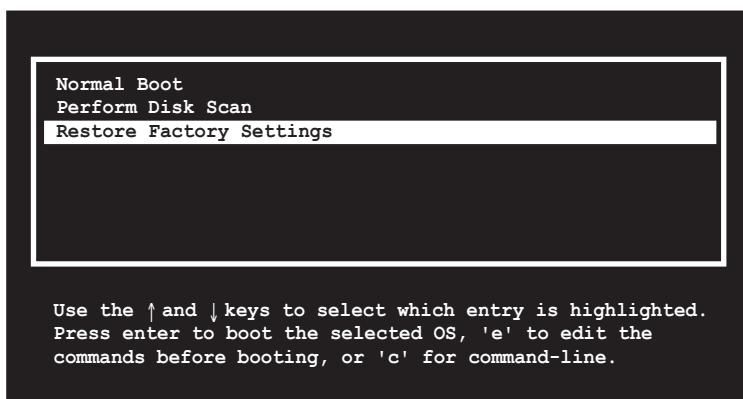 Normal Boot
Perform Disk Scan
Restore Factory Settings
Use the ↑ and ↓ keys to select which entry is highlighted.
Press enter to boot the selected OS, 'e' to edit the
commands before booting, or 'c' for command-line.